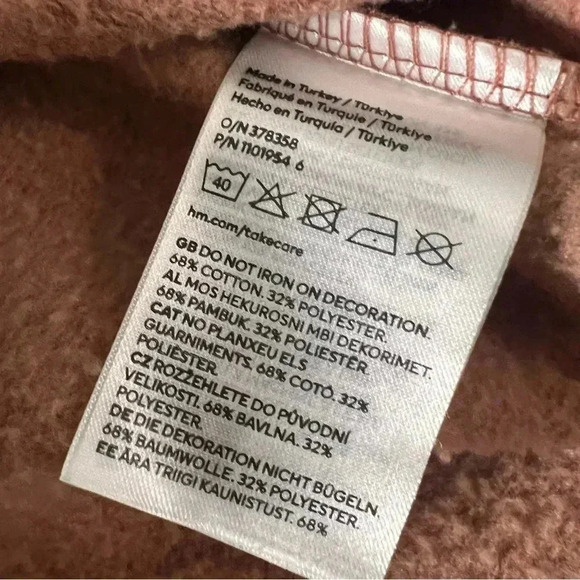 Made in Turkey / Türkiye
Fabriqué en Turquie / Türkiye
Hecho en Turquía / Türkiye
O/N 378358
P/N 1101954 6
40
hm.com/takecare
GB DO NOT IRON ON DECORATION.
68% COTTON. 32% POLYESTER.
AL MOS HEKUROSNI MBI DEKORIMET.
68% PAMBUK. 32% POLIESTËR.
CAT NO PLANXEU ELS
GUARNIMENTS. 68% COTÓ. 32%
POLIÈSTER.
CZ ROZŽEHLETE DO PŮVODNÍ
VELIKOSTI. 68% BAVLNA. 32%
POLYESTER.
DE DIE DEKORATION NICHT BÜGELN.
68% BAUMWOLLE. 32% POLYESTER.
EE ÄRA TRIIGI KAUNISTUST. 68%